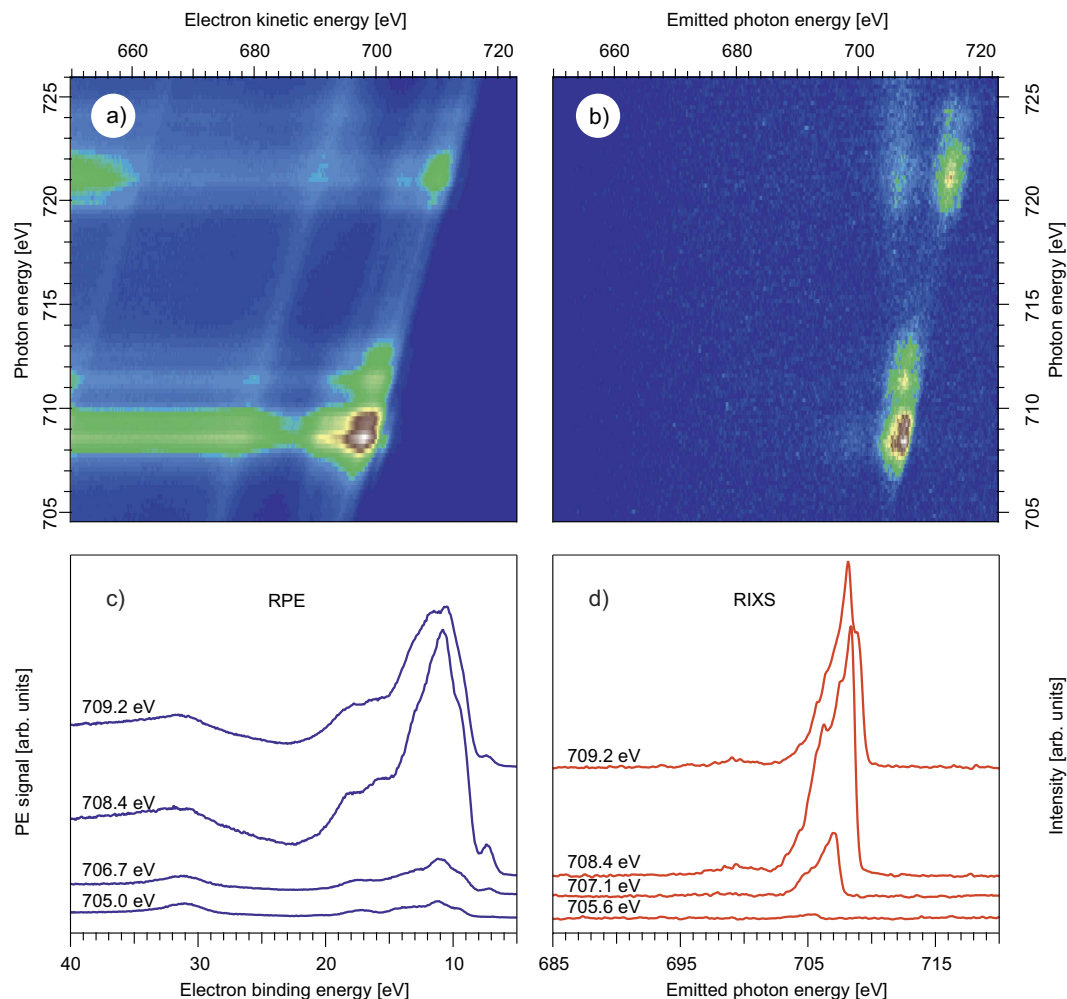 Electron kinetic energy [eV]
Emitted photon energy [eV]
660 680 700 720
660 680 700 720
a)
b)
Photon energy [eV]
705 710 715 720 725
705 710 715 720 725
Photon energy [eV]
c) RPE
d) RIXS
PE signal [arb. units]
709.2 eV
708.4 eV
706.7 eV
705.0 eV
709.2 eV
708.4 eV
707.1 eV
705.6 eV
Intensity [arb. units]
40 30 20 10
685 695 705 715
Electron binding energy [eV]
Emitted photon energy [eV]